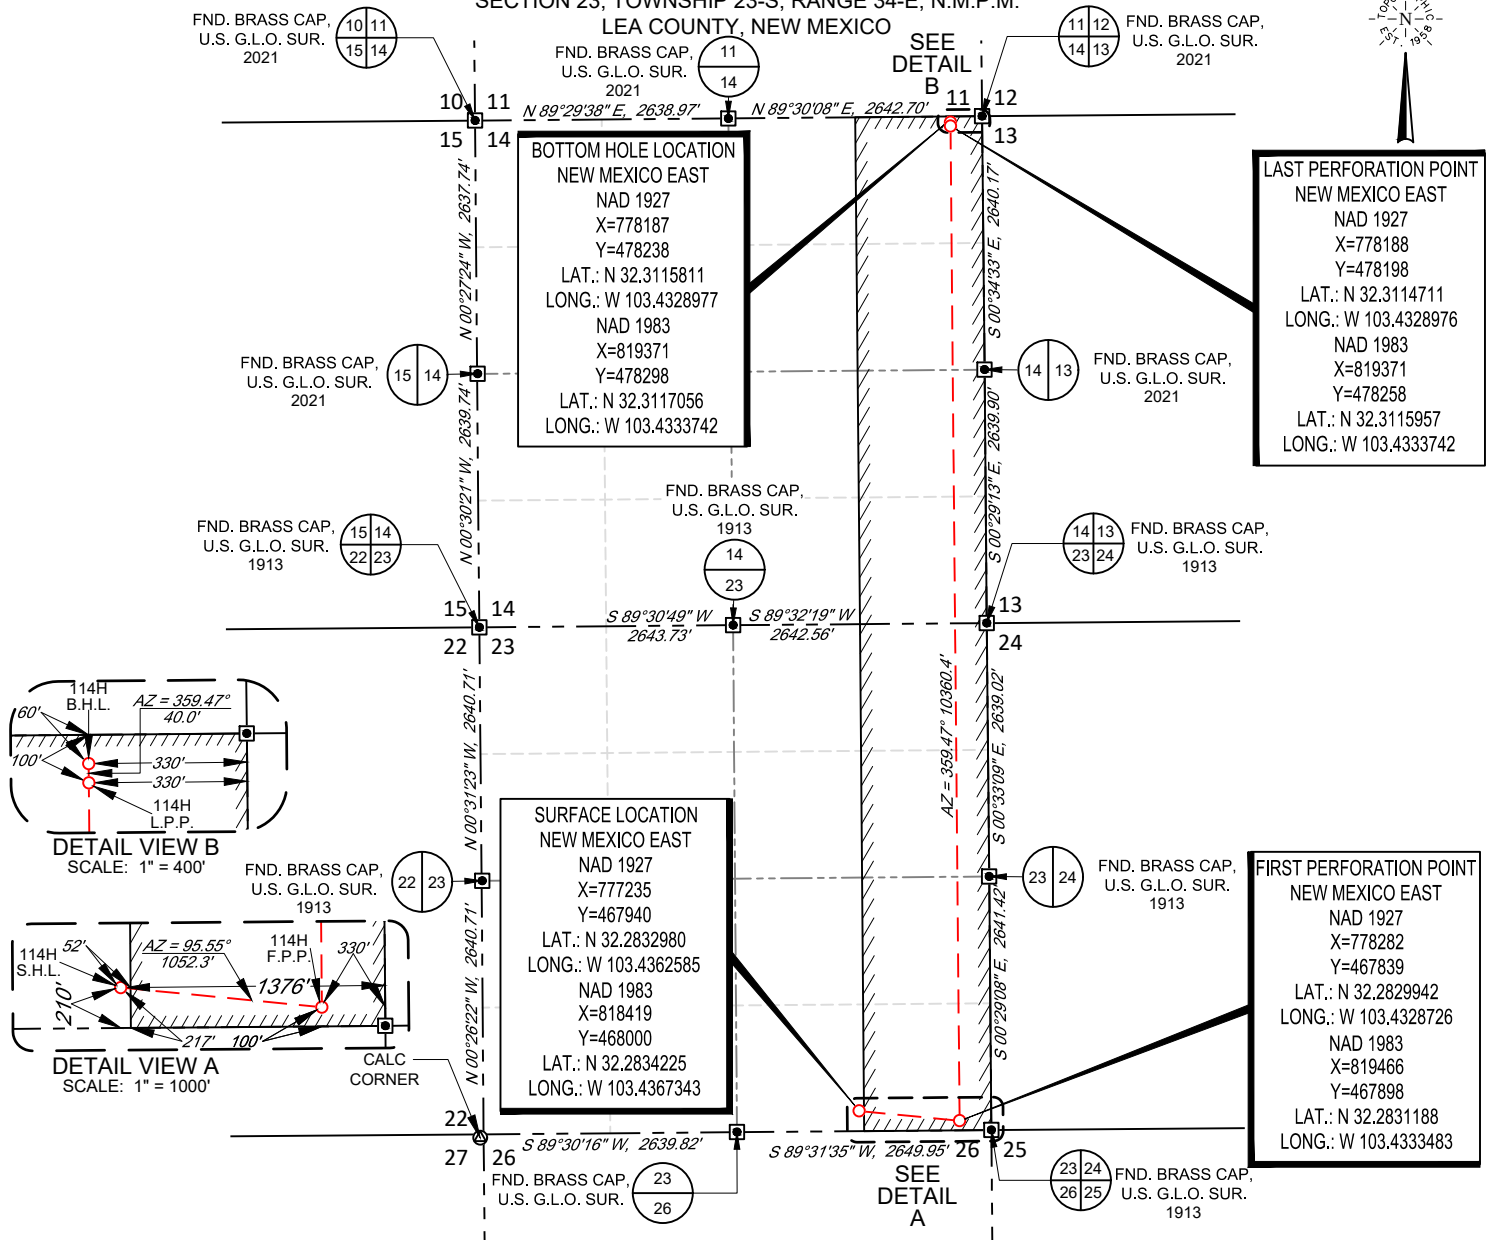 SECTION 23, TOWNSHIP 23-S, RANGE 34-E, N.M.P.M.
LEA COUNTY, NEW MEXICO
TOPOGRAPHIC
N
EST. 1958
FND. BRASS CAP,
U.S. G.L.O. SUR.
2021
10 11
15 14
FND. BRASS CAP,
U.S. G.L.O. SUR.
2021
11
14
SEE
DETAIL
B
11 12
14 13
FND. BRASS CAP,
U.S. G.L.O. SUR.
2021
10 11
15 14
N 89°29'38" E, 2638.97'
N 89°30'08" E, 2642.70'
11 12
13
BOTTOM HOLE LOCATION
NEW MEXICO EAST
NAD 1927
X=778187
Y=478238
LAT.: N 32.3115811
LONG.: W 103.4328977
NAD 1983
X=819371
Y=478298
LAT.: N 32.3117056
LONG.: W 103.4333742
LAST PERFORATION POINT
NEW MEXICO EAST
NAD 1927
X=778188
Y=478198
LAT.: N 32.3114711
LONG.: W 103.4328976
NAD 1983
X=819371
Y=478258
LAT.: N 32.3115957
LONG.: W 103.4333742
N 00°27'24" W, 2637.74'
S 00°34'33" E, 2640.17'
FND. BRASS CAP,
U.S. G.L.O. SUR.
2021
15 14
14 13
FND. BRASS CAP,
U.S. G.L.O. SUR.
2021
N 00°30'21" W, 2639.74'
S 00°29'13" E, 2639.90'
FND. BRASS CAP,
U.S. G.L.O. SUR.
1913
15 14
22 23
FND. BRASS CAP,
U.S. G.L.O. SUR.
1913
14
23
14 13
23 24
FND. BRASS CAP,
U.S. G.L.O. SUR.
1913
15 14
22 23
S 89°30'49" W
2643.73'
S 89°32'19" W
2642.56'
13
24
114H
B.H.L.
AZ = 359.47°
40.0'
60'
100'
330'
330'
114H
L.P.P.
DETAIL VIEW B
SCALE: 1" = 400'
N 00°31'23" W, 2640.71'
AZ = 359.47° 10360.4'
S 00°33'09" E, 2639.02'
SURFACE LOCATION
NEW MEXICO EAST
NAD 1927
X=777235
Y=467940
LAT.: N 32.2832980
LONG.: W 103.4362585
NAD 1983
X=818419
Y=468000
LAT.: N 32.2834225
LONG.: W 103.4367343
FND. BRASS CAP,
U.S. G.L.O. SUR.
1913
22 23
23 24
FND. BRASS CAP,
U.S. G.L.O. SUR.
1913
FIRST PERFORATION POINT
NEW MEXICO EAST
NAD 1927
X=778282
Y=467839
LAT.: N 32.2829942
LONG.: W 103.4328726
NAD 1983
X=819466
Y=467898
LAT.: N 32.2831188
LONG.: W 103.4333483
114H
S.H.L.
52'
AZ = 95.55°
1052.3'
114H
F.P.P.
330'
1376'
210'
217'
100'
DETAIL VIEW A
SCALE: 1" = 1000'
N 00°26'22" W, 2640.71'
S 00°29'08" E, 2641.42'
CALC
CORNER
22
27 26
S 89°30'16" W, 2639.82'
S 89°31'35" W, 2649.95'
26 25
FND. BRASS CAP,
U.S. G.L.O. SUR.
23
26
SEE
DETAIL
A
23 24
26 25
FND. BRASS CAP,
U.S. G.L.O. SUR.
1913